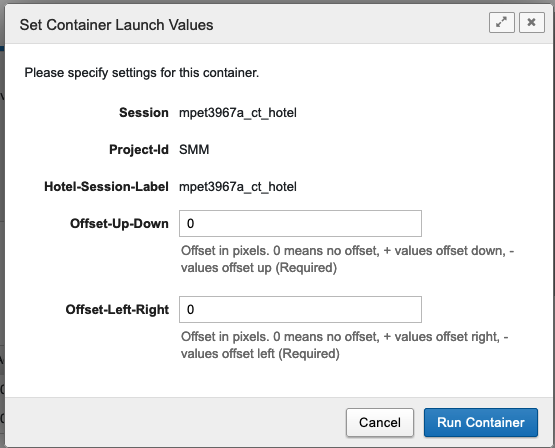 Set Container Launch Values
Please specify settings for this container.
Session mpet3967a_ct_hotel
Project-Id SMM
Hotel-Session-Label mpet3967a_ct_hotel
Offset-Up-Down 0
Offset in pixels. 0 means no offset, + values offset down, -
values offset up (Required)
Offset-Left-Right 0
Offset in pixels. 0 means no offset, + values offset right, -
values offset left (Required)
Cancel Run Container